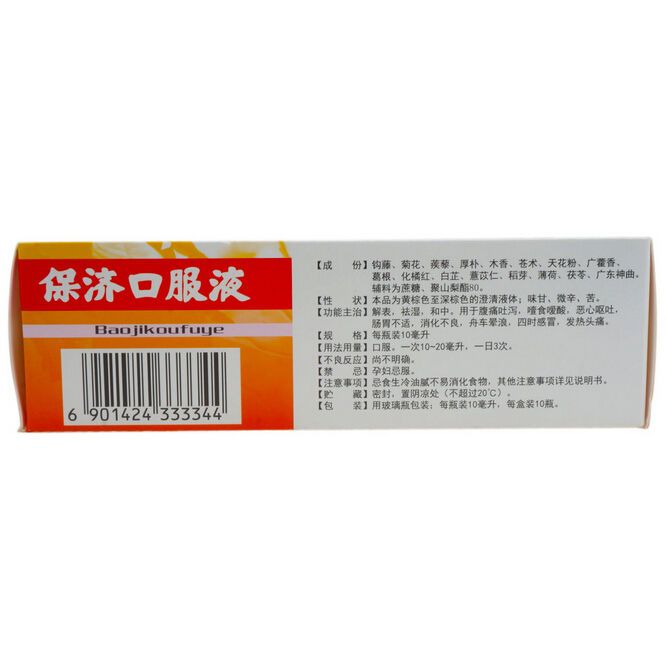 保济口服液
Baojikoufuye
6 901424 333344
【成 份】钩藤、菊花、蒺藜、厚朴、木香、苍术、天花粉、广藿香、
葛根、化橘红、白芷、薏苡仁、稻芽、薄荷、茯苓、广东神曲。
辅料为蔗糖、聚山梨酯80。
【性 状】本品为黄棕色至深棕色的澄清液体；味甘、微辛、苦。
【功能主治】解表，祛湿，和中。用于腹痛吐泻，噎食嗳酸，恶心呕吐，
肠胃不适，消化不良，舟车晕浪，四时感冒，发热头痛。
【规 格】每瓶装10毫升
【用法用量】口服。一次10~20毫升，一日3次。
【不良反应】尚不明确。
【禁 忌】孕妇忌服。
【注意事项】忌食生冷油腻不易消化食物，其他注意事项详见说明书。
【贮 藏】密封，置阴凉处（不超过20℃）。
【包 装】用玻璃瓶包装；每瓶装10毫升，每盒装10瓶。